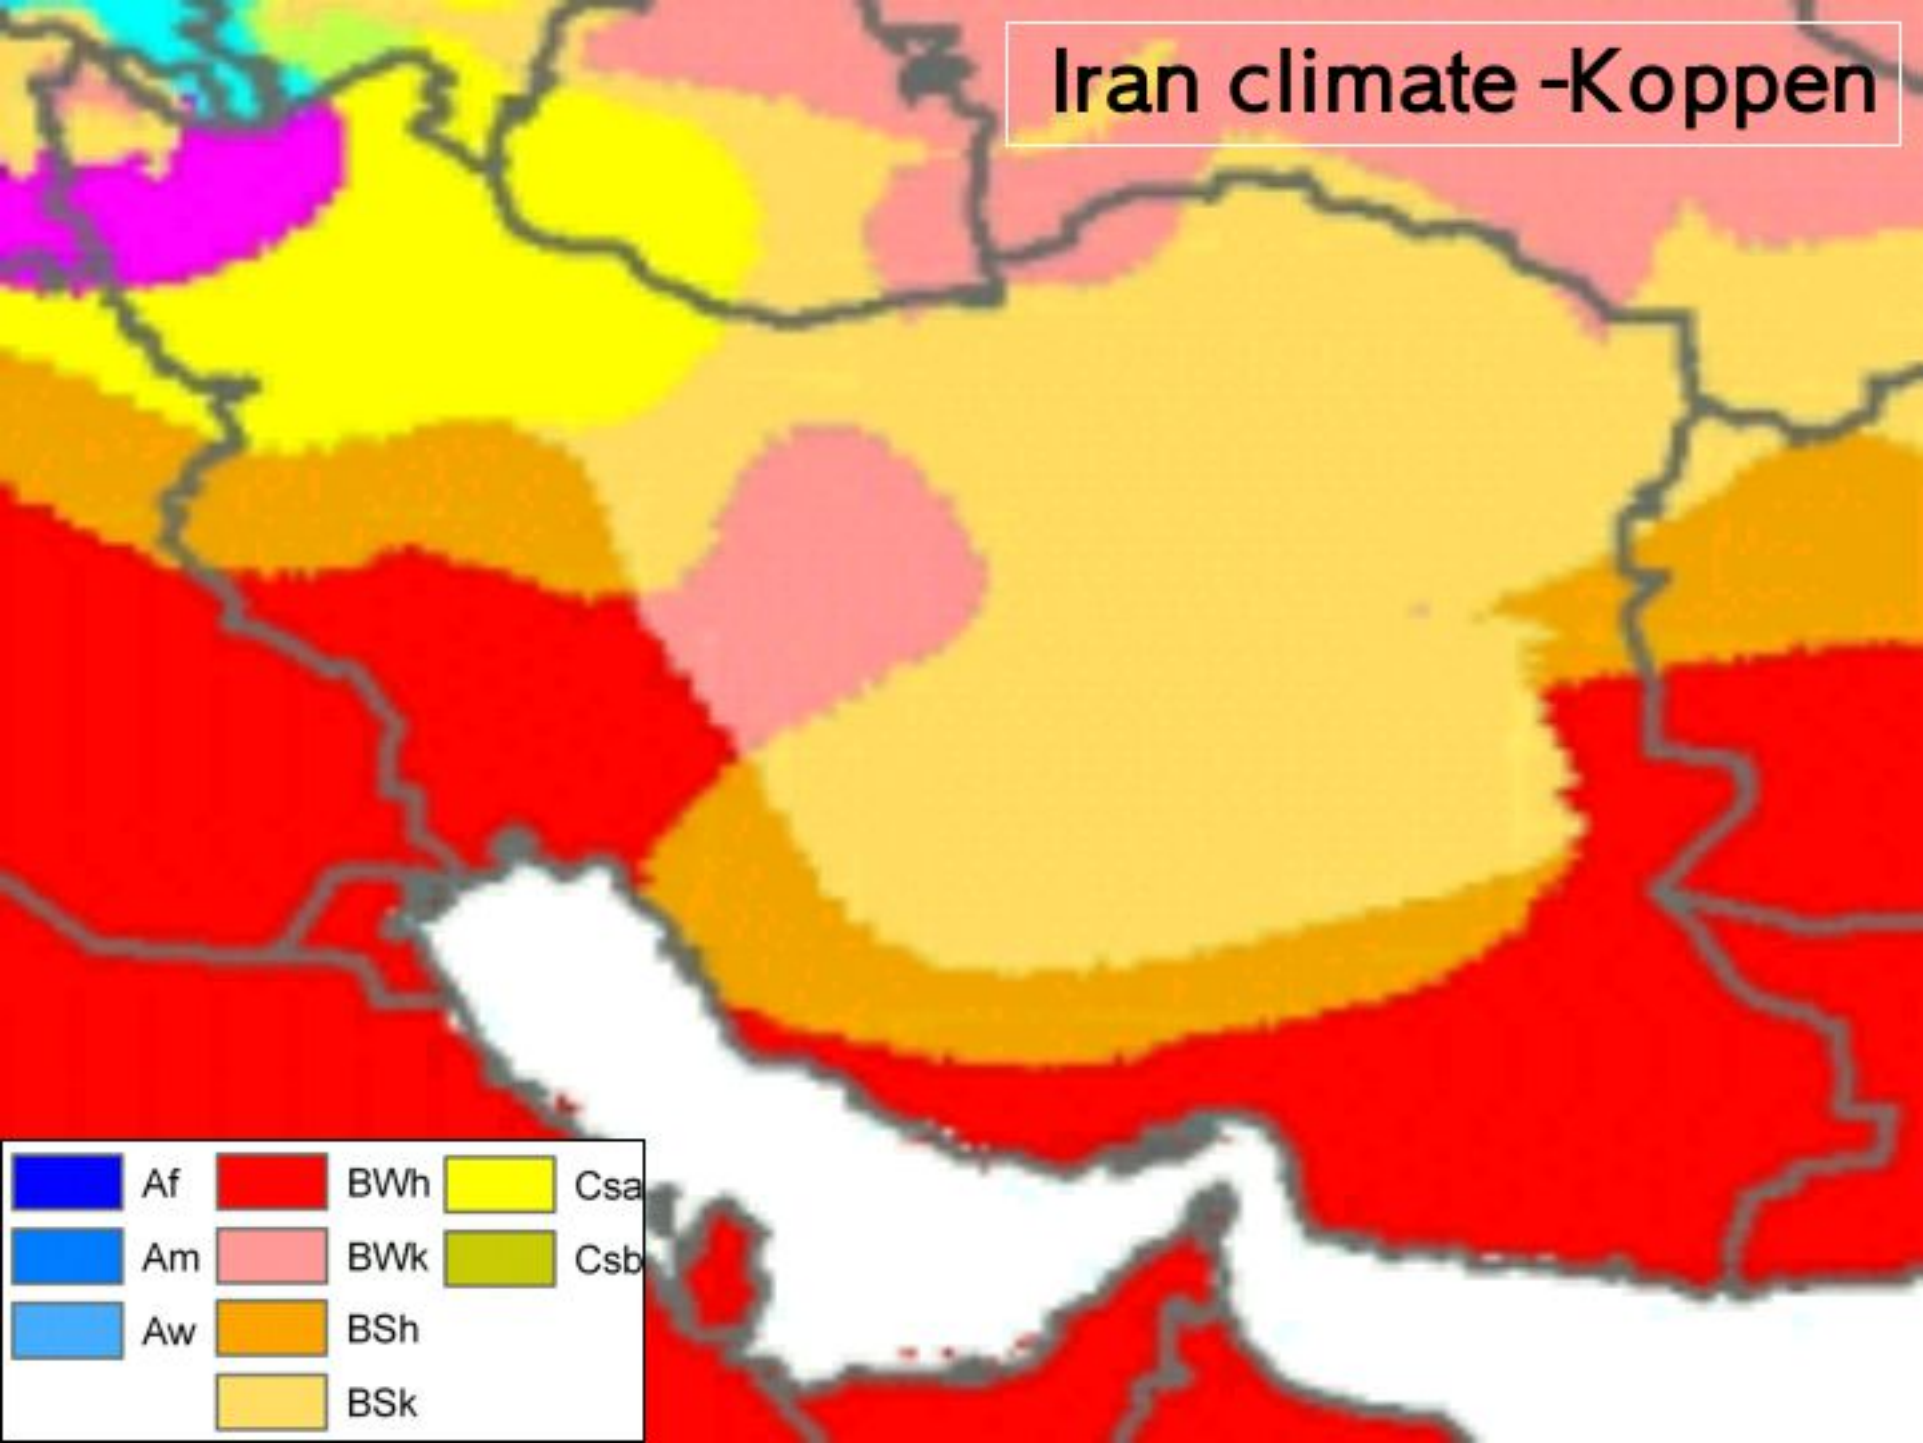 Iran climate -Koppen
Af BWh Csa
Am BWk Csb
Aw BSh
BSk